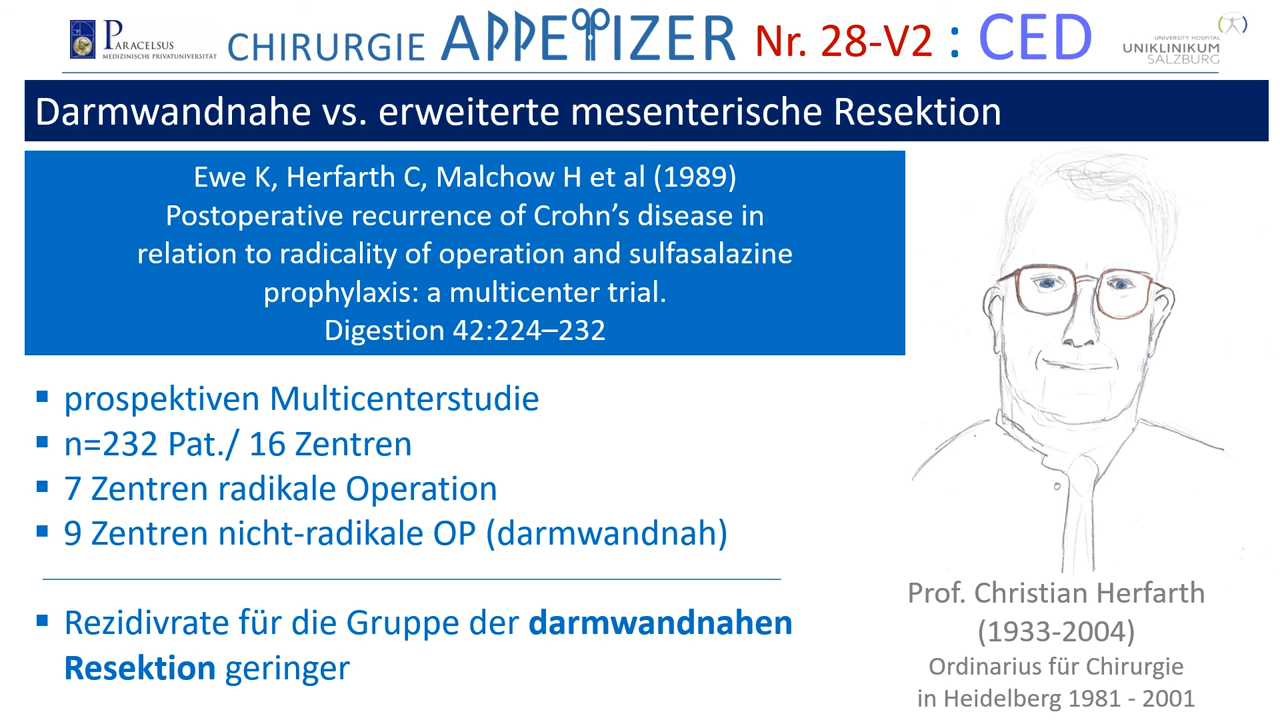 PARACELSUS
MEDIZINISCHE PRIVATUNIVERSITÄT
CHIRURGIE APPETIZER Nr. 28-V2 : CED
UNIVERSITY HOSPITAL
UNIKLINIKUM
SALZBURG
Darmwandnahe vs. erweiterte mesenterische Resektion
Ewe K, Herfarth C, Malchow H et al (1989)
Postoperative recurrence of Crohn’s disease in
relation to radicality of operation and sulfasalazine
prophylaxis: a multicenter trial.
Digestion 42:224–232
▪ prospektiven Multicenterstudie
▪ n=232 Pat./ 16 Zentren
▪ 7 Zentren radikale Operation
▪ 9 Zentren nicht-radikale OP (darmwandnah)
▪ Rezidivrate für die Gruppe der darmwandnahen
Resektion geringer
Prof. Christian Herfarth
(1933-2004)
Ordinarius für Chirurgie
in Heidelberg 1981 - 2001